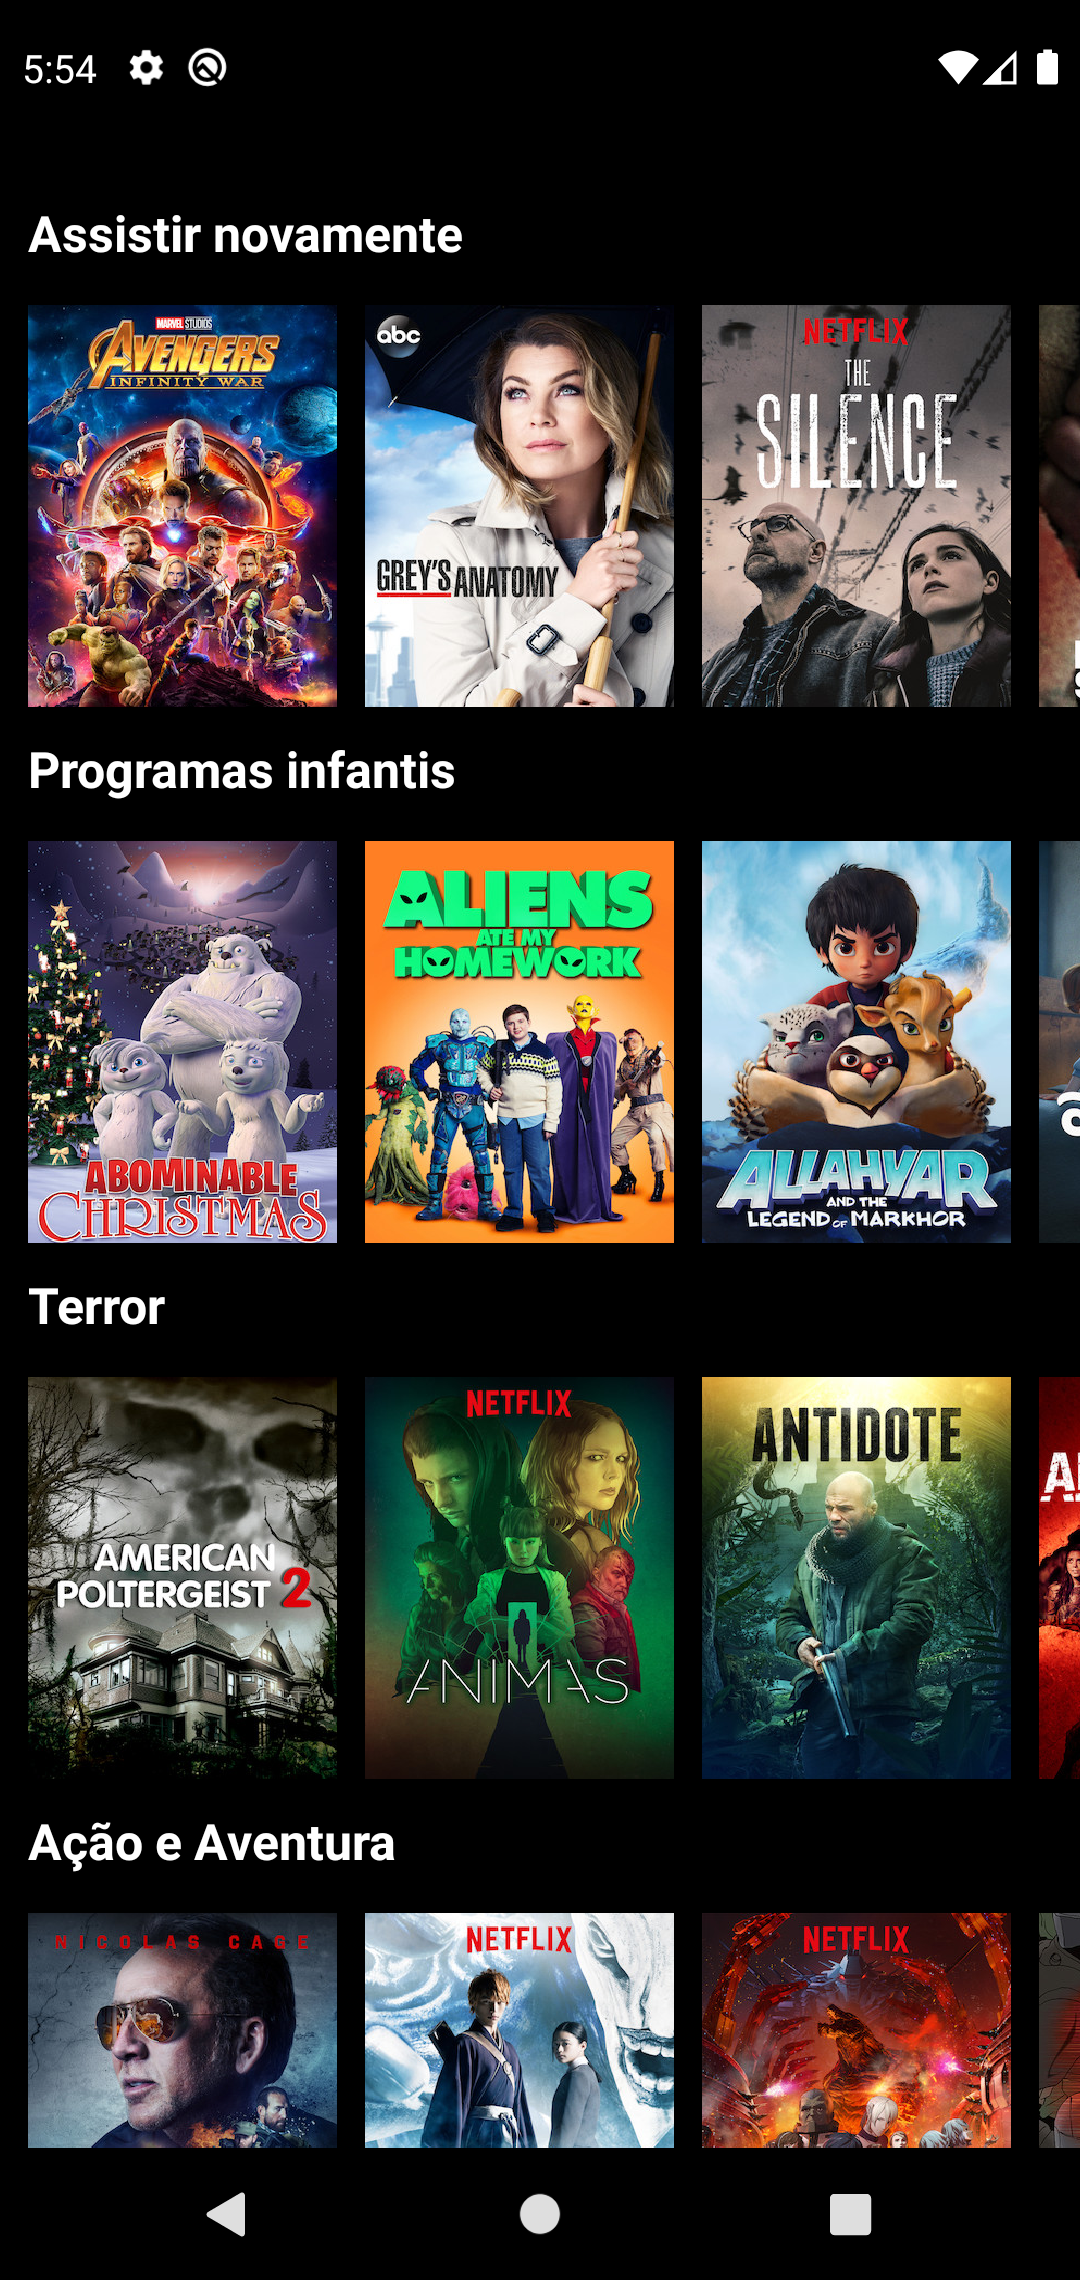 5:54
Assistir novamente
MARVEL STUDIOS
AVENGERS
INFINITY WAR
abc
GREY'S ANATOMY
NETFLIX
THE
SILENCE
Programas infantis
ABOMINABLE
CHRISTMAS
ALIENS
ATE MY
HOMEWORK
ALLAHYAR
AND THE
LEGEND OF MARKHOR
a
Terror
AMERICAN
POLTERGEIST 2
NETFLIX
ANIMAS
ANTIDOTE
Ação e Aventura
NICOLAS CAGE
NETFLIX
NETFLIX